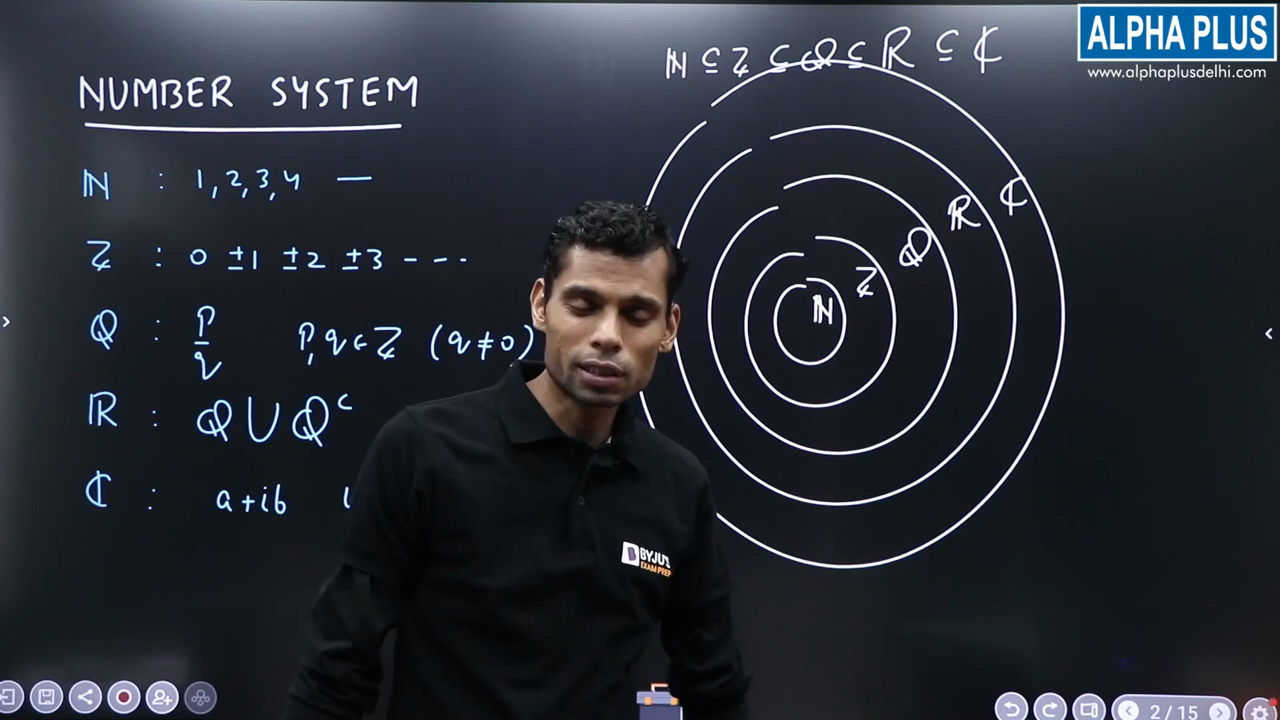 ALPHA PLUS
www.alphaplusdelhi.com
NUMBER SYSTEM
ℕ ⊆ ℤ ⊆ ℚ ⊆ ℝ ⊆ ℂ
ℕ : 1, 2, 3, 4 —
ℤ : 0 ±1 ±2 ±3 - - - ..
ℚ : p/q p, q ∈ ℤ (q ≠ 0)
ℝ : ℚ ∪ ℚᶜ
ℂ : a+ib
ℕ
ℤ
ℚ
ℝ
ℂ
BYJU'S
EXAM PREP
2/15